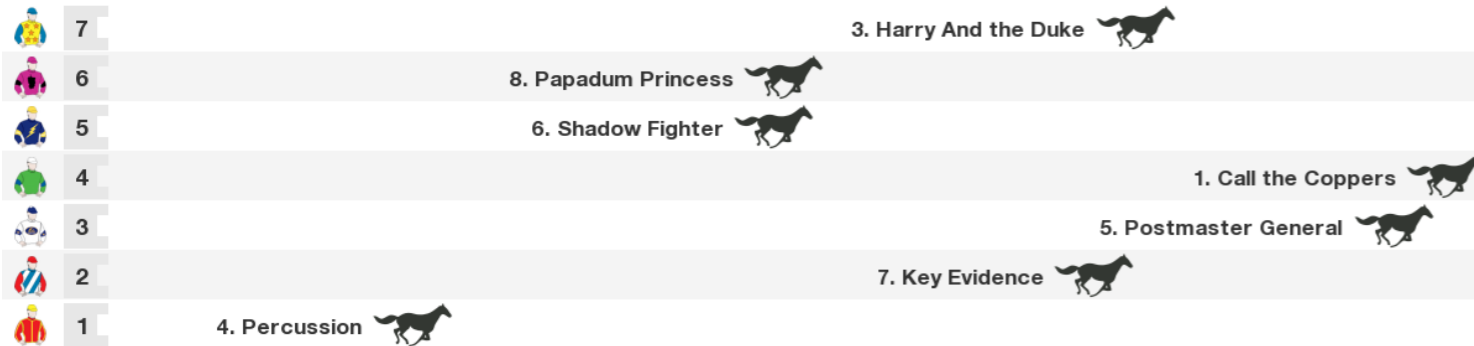 7 3. Harry And the Duke
6 8. Papadum Princess
5 6. Shadow Fighter
4 1. Call the Coppers
3 5. Postmaster General
2 7. Key Evidence
1 4. Percussion